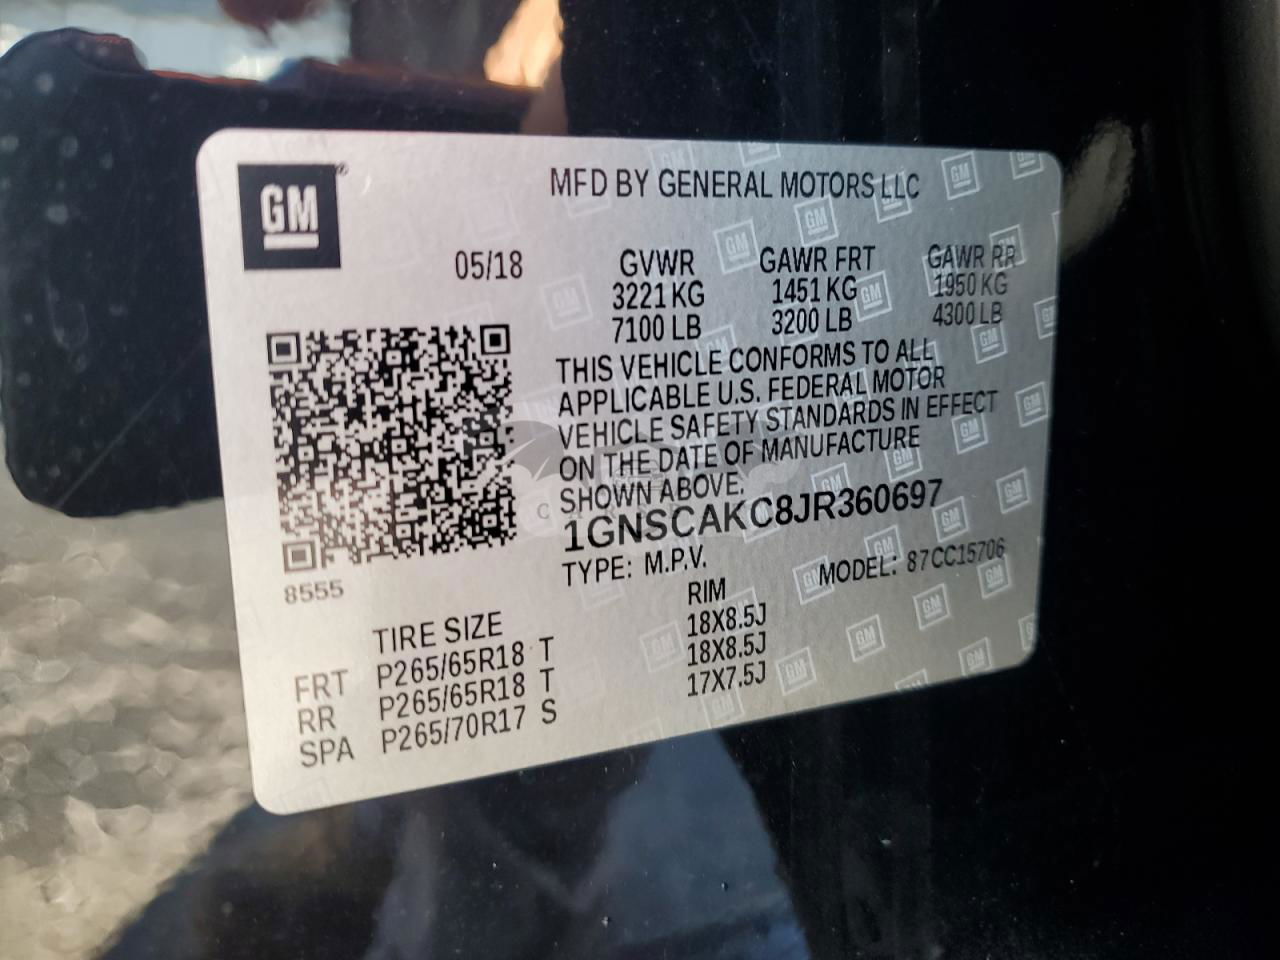 GM
MFD BY GENERAL MOTORS LLC
05/18
GVWR GAWR FRT GAWR RR
3221 KG 1451 KG 1950 KG
7100 LB 3200 LB 4300 LB
THIS VEHICLE CONFORMS TO ALL
APPLICABLE U.S. FEDERAL MOTOR
VEHICLE SAFETY STANDARDS IN EFFECT
ON THE DATE OF MANUFACTURE
SHOWN ABOVE.
1GNSCAKC8JR360697
TYPE: M.P.V. MODEL: 87CC15706
8555
TIRE SIZE RIM
FRT P265/65R18 T 18X8.5J
RR P265/65R18 T 18X8.5J
SPA P265/70R17 S 17X7.5J